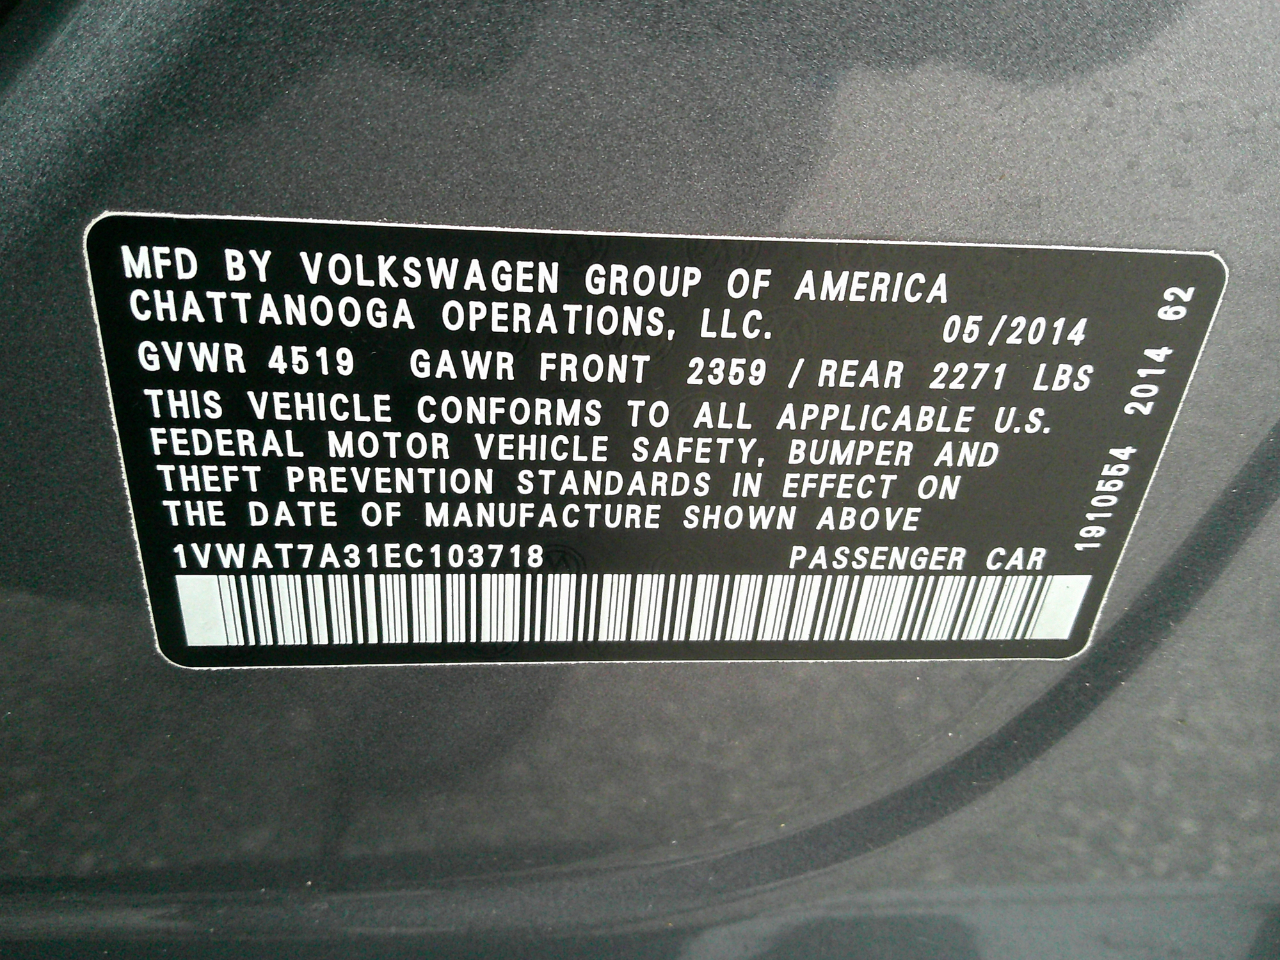 MFD BY VOLKSWAGEN GROUP OF AMERICA
CHATTANOOGA OPERATIONS, LLC.
05/2014
GVWR 4519 GAWR FRONT 2359 / REAR 2271 LBS
THIS VEHICLE CONFORMS TO ALL APPLICABLE U.S.
FEDERAL MOTOR VEHICLE SAFETY, BUMPER AND
THEFT PREVENTION STANDARDS IN EFFECT ON
THE DATE OF MANUFACTURE SHOWN ABOVE
1VWAT7A31EC103718 PASSENGER CAR
1910554 2014 62